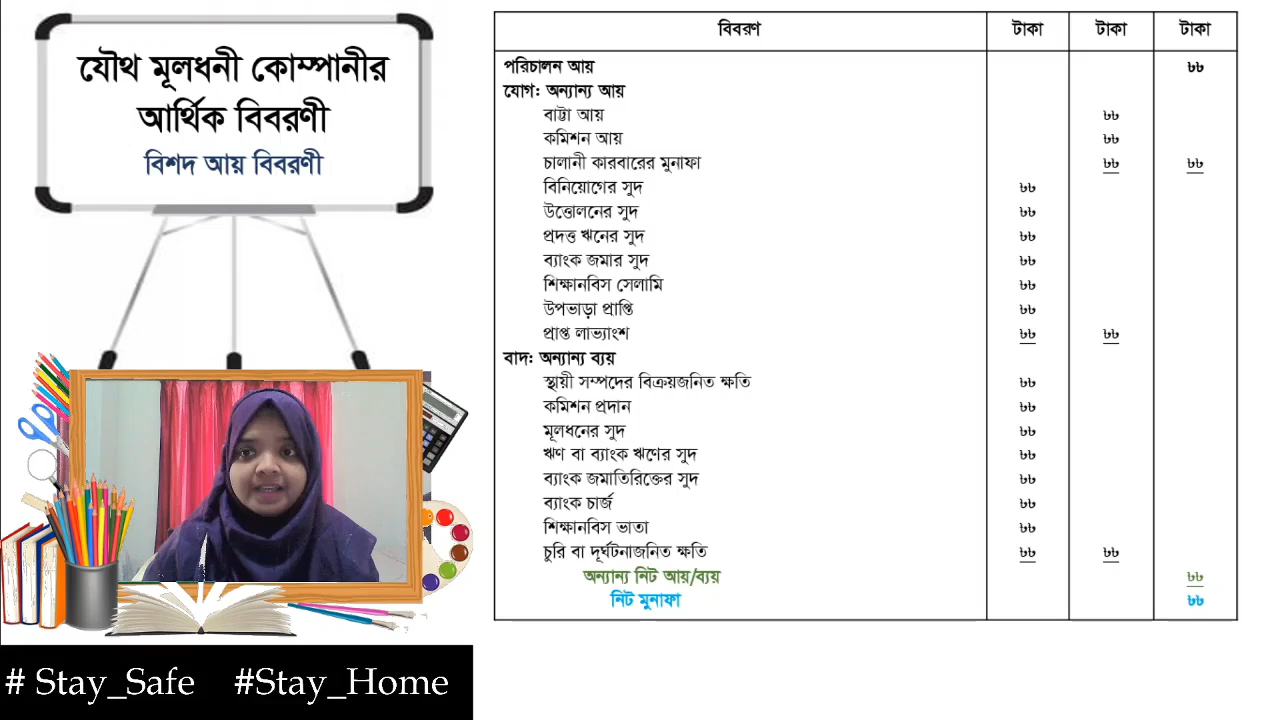 যৌথ মূলধনী কোম্পানীর
আর্থিক বিবরণী
বিশদ আয় বিবরণী
বিবরণ টাকা টাকা টাকা
পরিচালন আয় ৮৮
যোগ: অন্যান্য আয়
বাট্টা আয় ৮৮
কমিশন আয় ৮৮
চালানী কারবারের মুনাফা ৮৮ ৮৮
বিনিয়োগের সুদ ৮৮
উত্তোলনের সুদ ৮৮
প্রদত্ত ঋনের সুদ ৮৮
ব্যাংক জমার সুদ ৮৮
শিক্ষানবিস সেলামি ৮৮
উপভাড়া প্রাপ্তি ৮৮
প্রাপ্ত লাভ্যাংশ ৮৮ ৮৮
বাদ: অন্যান্য ব্যয়
স্থায়ী সম্পদের বিক্রয়জনিত ক্ষতি ৮৮
কমিশন প্রদান ৮৮
মূলধনের সুদ ৮৮
ঋণ বা ব্যাংক ঋণের সুদ ৮৮
ব্যাংক জমাতিরিক্তের সুদ ৮৮
ব্যাংক চার্জ ৮৮
শিক্ষানবিস ভাতা ৮৮
চুরি বা দূর্ঘটনাজনিত ক্ষতি ৮৮ ৮৮
অন্যান্য নিট আয়/ব্যয় ৮৮
নিট মুনাফা ৮৮
# Stay_Safe #Stay_Home